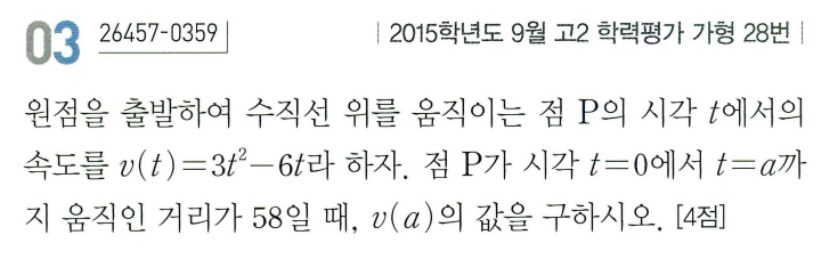 03 26457-0359 | 2015학년도 9월 고2 학력평가 가형 28번 |
원점을 출발하여 수직선 위를 움직이는 점 P의 시각 t에서의
속도를 v(t)=3t²-6t라 하자. 점 P가 시각 t=0에서 t=a까
지 움직인 거리가 58일 때, v(a)의 값을 구하시오. [4점]